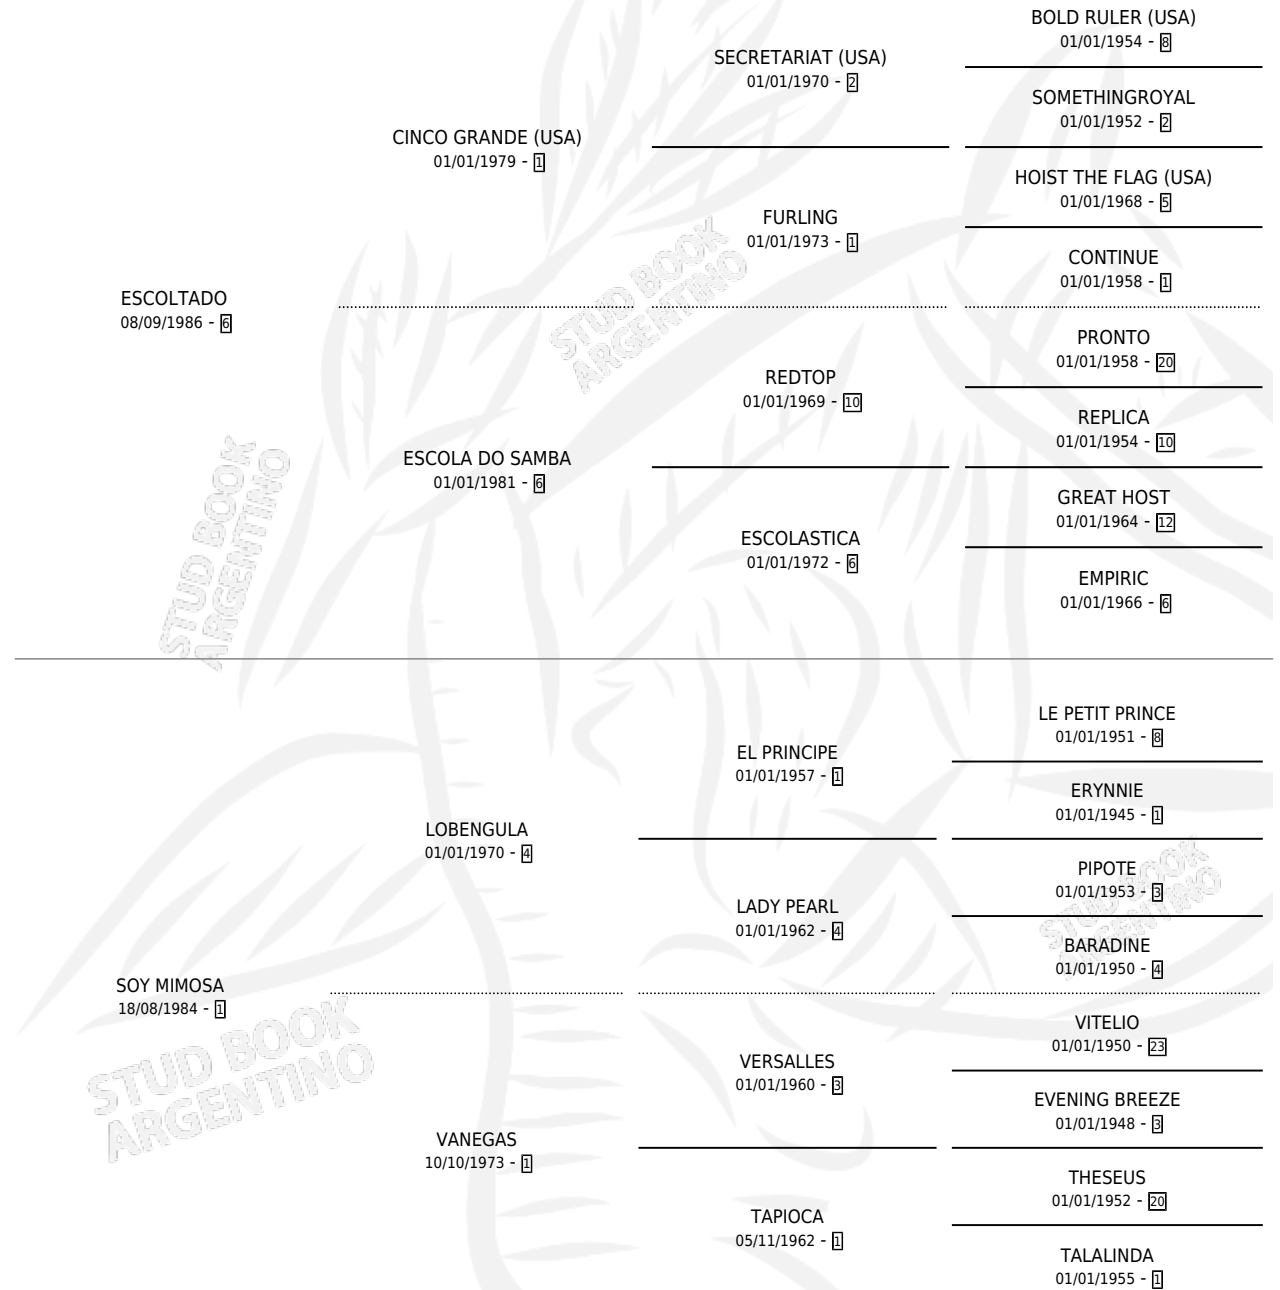 BOLD RULER (USA)
01/01/1954 - 8
SECRETARIAT (USA)
01/01/1970 - 2
SOMETHINGROYAL
01/01/1952 - 2
CINCO GRANDE (USA)
01/01/1979 - 1
HOIST THE FLAG (USA)
01/01/1968 - 5
FURLING
01/01/1973 - 1
CONTINUE
01/01/1958 - 1
ESCOLTADO
08/09/1986 - 6
PRONTO
01/01/1958 - 20
REDTOP
01/01/1969 - 10
REPLICA
01/01/1954 - 10
ESCOLA DO SAMBA
01/01/1981 - 6
GREAT HOST
01/01/1964 - 12
ESCOLASTICA
01/01/1972 - 6
EMPIRIC
01/01/1966 - 6
STUD BOOK
ARGENTINO
STUD BOOK
ARGENTINO
LE PETIT PRINCE
01/01/1951 - 8
EL PRINCIPE
01/01/1957 - 1
ERYNNIE
01/01/1945 - 1
LOBENGULA
01/01/1970 - 4
PIPOTE
01/01/1953 - 3
LADY PEARL
01/01/1962 - 4
BARADINE
01/01/1950 - 4
SOY MIMOSA
18/08/1984 - 1
VITELIO
01/01/1950 - 23
VERSALLES
01/01/1960 - 3
EVENING BREEZE
01/01/1948 - 3
VANEGAS
10/10/1973 - 1
THESEUS
01/01/1952 - 20
TAPIOCA
05/11/1962 - 1
TALALINDA
01/01/1955 - 1
STUD BOOK
ARGENTINO
STUD BOOK
ARGENTINO